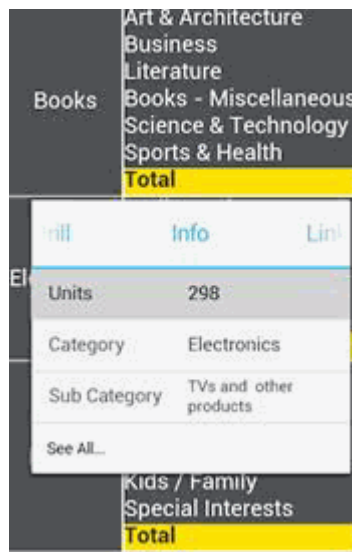 Art & Architecture
Business
Literature
Books
Books - Miscellaneous
Science & Technology
Sports & Health
Total
Info
Units 298
Category Electronics
Sub Category TVs and other
products
See All...
Kids / Family
Special Interests
Total